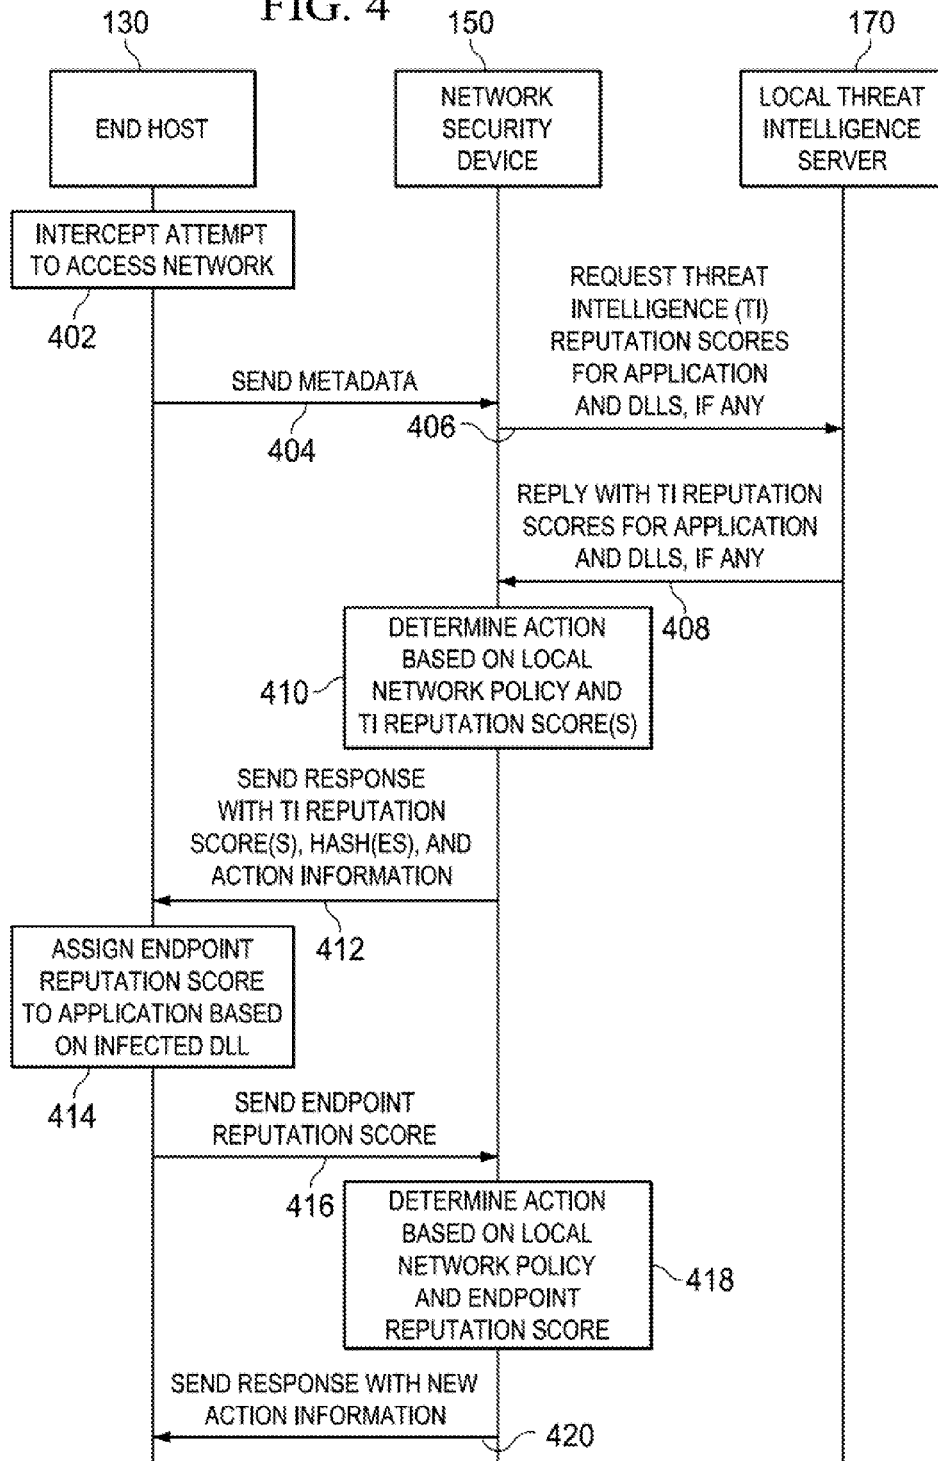 FIG. 4
130
150
170
END HOST
NETWORK
SECURITY
DEVICE
LOCAL THREAT
INTELLIGENCE
SERVER
INTERCEPT ATTEMPT
TO ACCESS NETWORK
402
REQUEST THREAT
INTELLIGENCE (TI)
REPUTATION SCORES
FOR APPLICATION
AND DLLS, IF ANY
SEND METADATA
404
406
REPLY WITH TI REPUTATION
SCORES FOR APPLICATION
AND DLLS, IF ANY
408
DETERMINE ACTION
BASED ON LOCAL
NETWORK POLICY AND
TI REPUTATION SCORE(S)
410
SEND RESPONSE
WITH TI REPUTATION
SCORE(S), HASH(ES), AND
ACTION INFORMATION
412
ASSIGN ENDPOINT
REPUTATION SCORE
TO APPLICATION BASED
ON INFECTED DLL
414
SEND ENDPOINT
REPUTATION SCORE
416
DETERMINE ACTION
BASED ON LOCAL
NETWORK POLICY
AND ENDPOINT
REPUTATION SCORE
418
SEND RESPONSE WITH NEW
ACTION INFORMATION
420